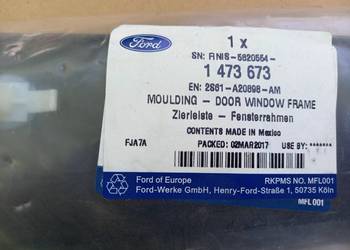 Ford
1 x
SN: FINIS-5620554-
1 473 673
EN: 2S61-A20898-AM
MOULDING - DOOR WINDOW FRAME
Zierleiste - Fensterrahmen
CONTENTS MADE IN Mexico
FJA7A
PACKED: 02MAR2017
USE BY: ********
Ford of Europe
RKPMS NO. MFL001
Ford-Werke GmbH, Henry-Ford-Straße 1, 50735 Köln
MFL001